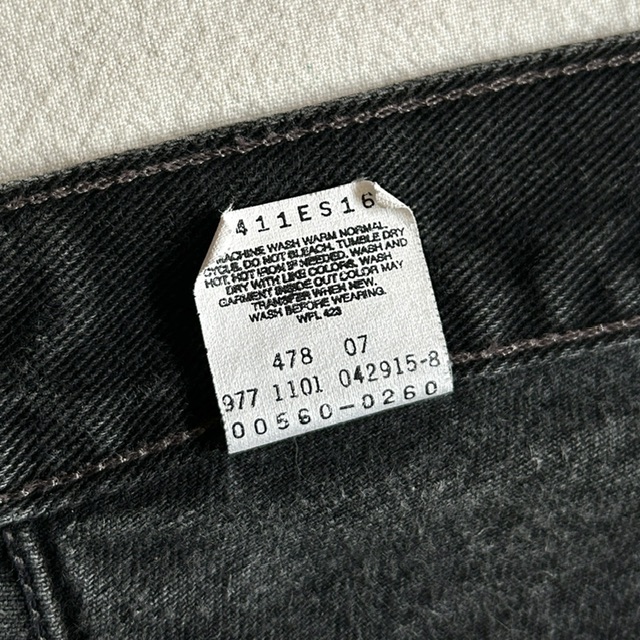 411ES16
MACHINE WASH WARM NORMAL
CYCLE. DO NOT BLEACH. TUMBLE DRY
HOT. HOT IRON IF NEEDED. WASH AND
DRY WITH LIKE COLORS. WASH
GARMENT INSIDE OUT COLOR MAY
TRANSFER WHEN NEW.
WASH BEFORE WEARING.
WPL 423
478 07
977 1101 042915-8
00560-0260